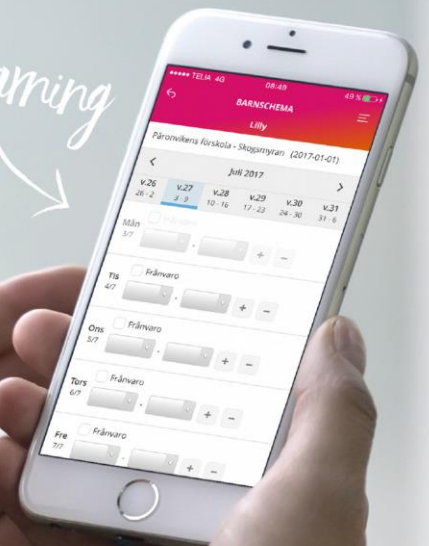 TELIA 4G 08:49 49 %
BARNSCHEMA
Lilly
Päronvikens förskola - Skogsmyran (2017-01-01)
< Juli 2017 >
v.26 v.27 v.28 v.29 v.30 v.31
26 - 2 3 - 9 10 - 16 17 - 23 24 - 30 31 - 6
Mån Frånvaro
3/7 - + -
Tis Frånvaro
4/7 - + -
Ons Frånvaro
5/7 - + -
Tors Frånvaro
6/7 - + -
Fre Frånvaro
7/7 - + -